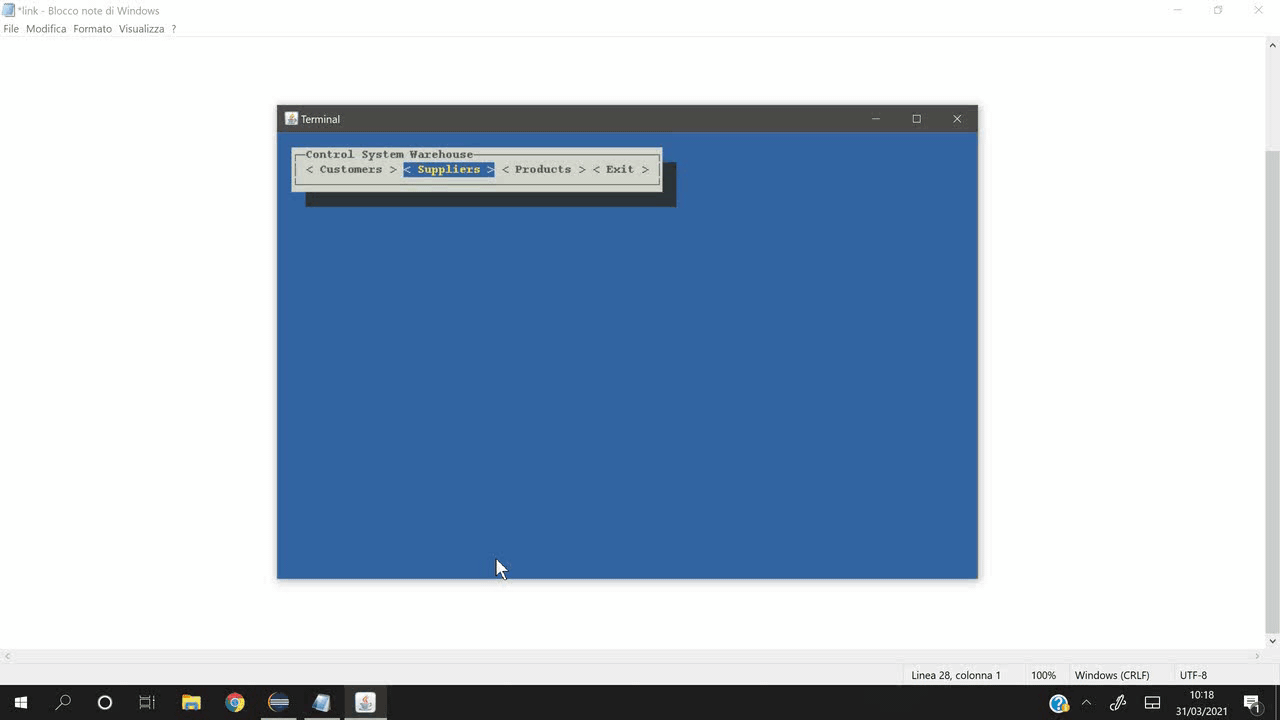 *link - Blocco note di Windows
File Modifica Formato Visualizza ?
Terminal
Control System Warehouse
< Customers > < Suppliers > < Products > < Exit >
Linea 28, colonna 1 100% Windows (CRLF) UTF-8
10:18
31/03/2021
1